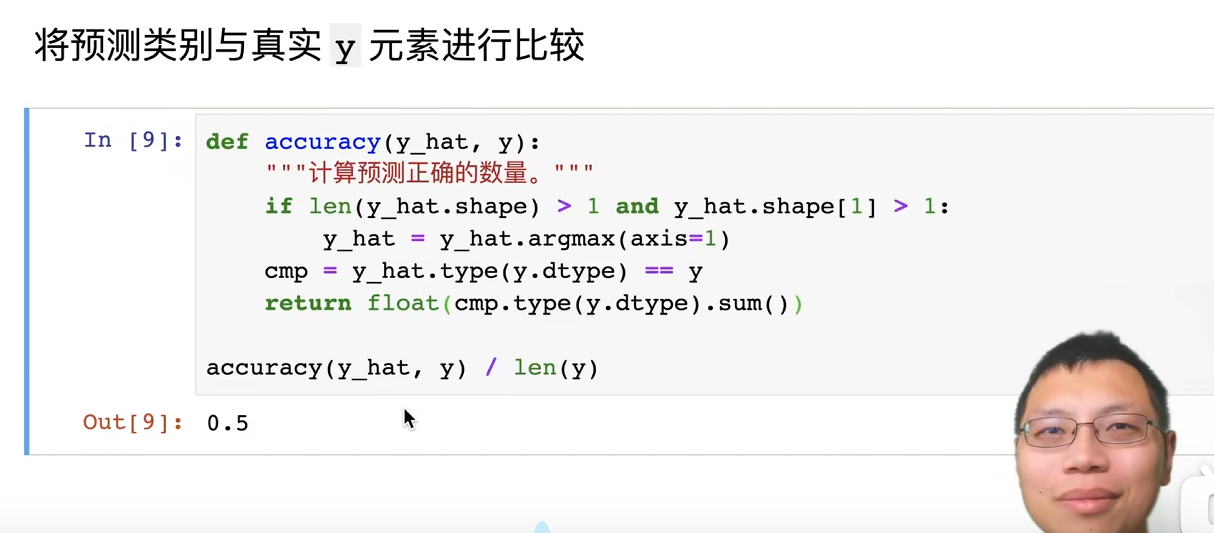 将预测类别与真实 y 元素进行比较
In [9]: def accuracy(y_hat, y):
    """计算预测正确的数量。"""
    if len(y_hat.shape) > 1 and y_hat.shape[1] > 1:
        y_hat = y_hat.argmax(axis=1)
    cmp = y_hat.type(y.dtype) == y
    return float(cmp.type(y.dtype).sum())
accuracy(y_hat, y) / len(y)
Out[9]: 0.5